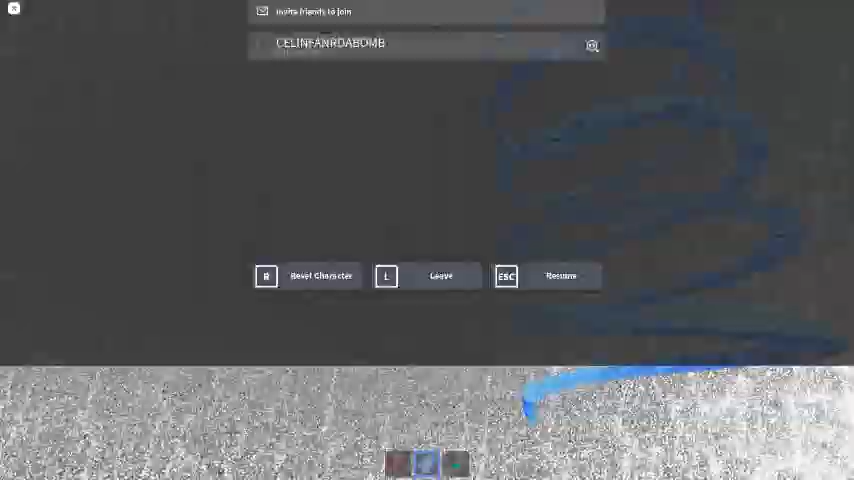 Invite friends to join
CELINFANRDABOMB
R Reset Character L Leave ESC Resume